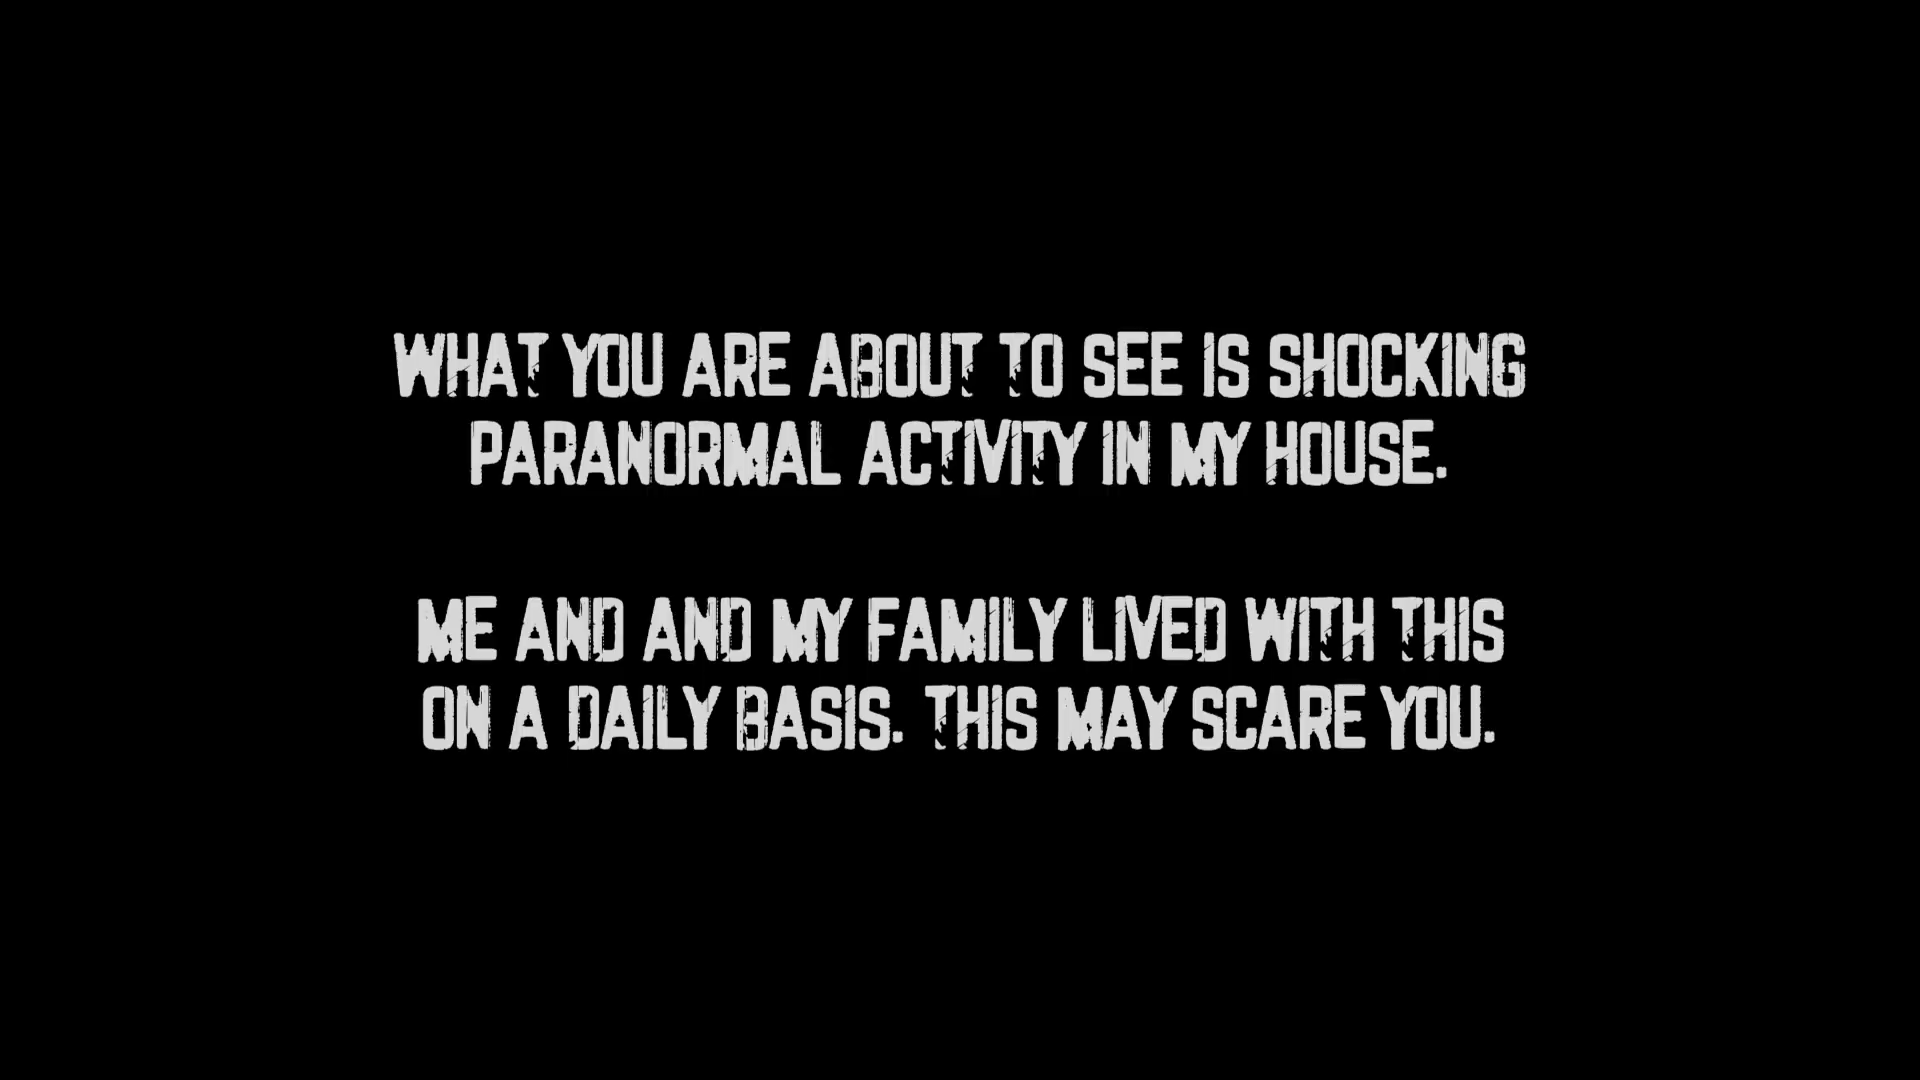 WHAT YOU ARE ABOUT TO SEE IS SHOCKING
PARANORMAL ACTIVITY IN MY HOUSE.
ME AND AND MY FAMILY LIVED WITH THIS
ON A DAILY BASIS. THIS MAY SCARE YOU.